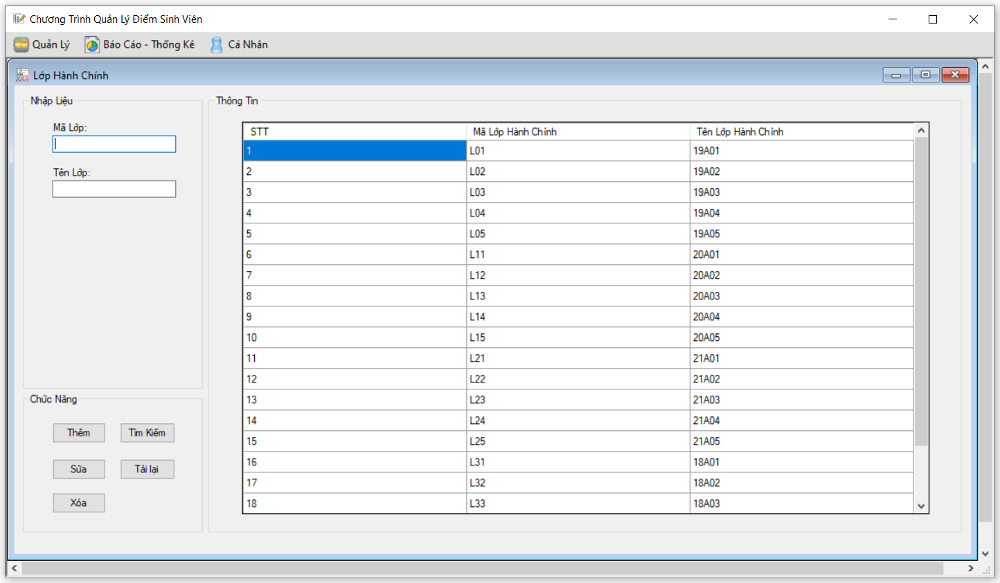 Chương Trình Quản Lý Điểm Sinh Viên
Quản Lý Báo Cáo - Thống Kê Cá Nhân
Lớp Hành Chính
Nhập Liệu
Mã Lớp:
Tên Lớp:
Chức Năng
Thêm Tìm Kiếm
Sửa Tải lại
Xóa
Thông Tin
STT Mã Lớp Hành Chính Tên Lớp Hành Chính
1 L01 19A01
2 L02 19A02
3 L03 19A03
4 L04 19A04
5 L05 19A05
6 L11 20A01
7 L12 20A02
8 L13 20A03
9 L14 20A04
10 L15 20A05
11 L21 21A01
12 L22 21A02
13 L23 21A03
14 L24 21A04
15 L25 21A05
16 L31 18A01
17 L32 18A02
18 L33 18A03